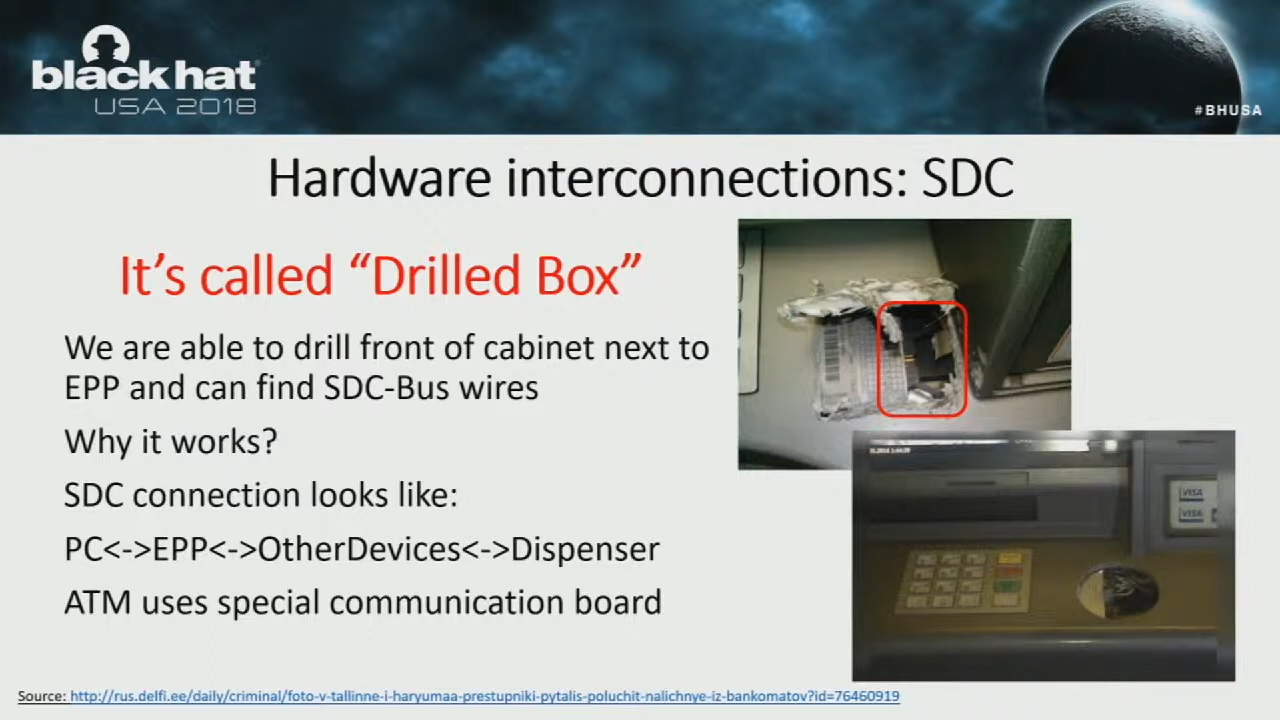 black hat
USA 2018
#BHUSA
Hardware interconnections: SDC
It's called “Drilled Box”
We are able to drill front of cabinet next to
EPP and can find SDC-Bus wires
Why it works?
SDC connection looks like:
PC<->EPP<->OtherDevices<->Dispenser
ATM uses special communication board
VISA
VISA
Source: http://rus.delfi.ee/daily/criminal/foto-v-tallinne-i-haryumaa-prestupniki-pytalis-poluchit-nalichnye-iz-bankomatov?id=76460919